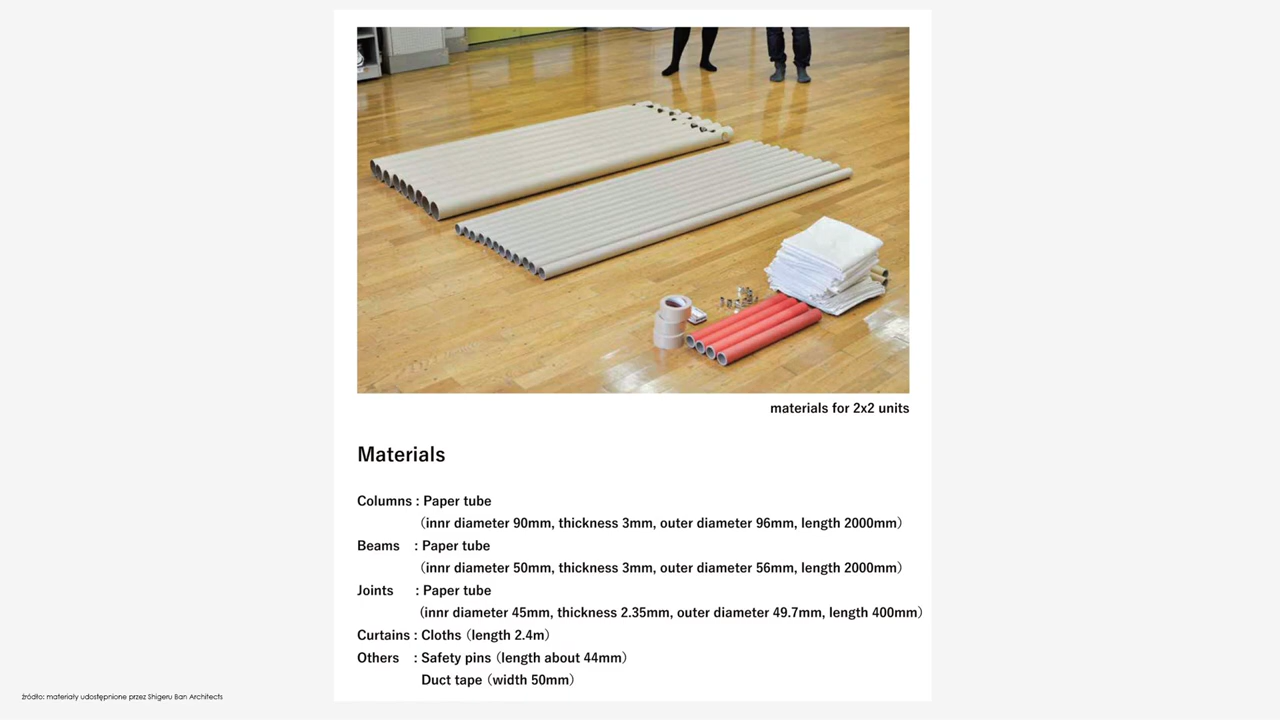 materials for 2x2 units
Materials
Columns : Paper tube
(innr diameter 90mm, thickness 3mm, outer diameter 96mm, length 2000mm)
Beams : Paper tube
(innr diameter 50mm, thickness 3mm, outer diameter 56mm, length 2000mm)
Joints : Paper tube
(innr diameter 45mm, thickness 2.35mm, outer diameter 49.7mm, length 400mm)
Curtains : Cloths (length 2.4m)
Others : Safety pins (length about 44mm)
Duct tape (width 50mm)
źródło: materiały udostępnione przez Shigeru Ban Architects